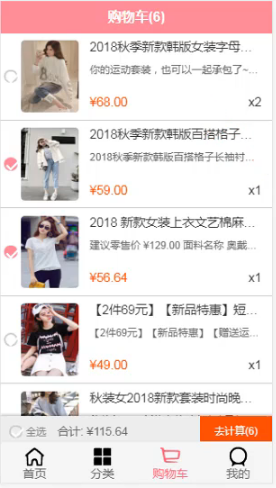 购物车(6)
2018秋季新款韩版女装字母…
你的运动套装，也可以一起承包了~…
¥68.00 x2
2018秋季新款韩版百搭格子…
2018秋季新款韩版百搭格子长袖衬…
¥59.00 x1
2018 新款女装上衣文艺棉麻…
建议零售价 ¥129.00 面料名称 奥戴…
¥56.64 x1
【2件69元】【新品特惠】短…
【2件69元】【新品特惠】【赠送运…
¥49.00 x1
秋装女2018新款套装时尚晚…
全选 合计: ¥115.64 去计算(6)
首页 分类 购物车 我的